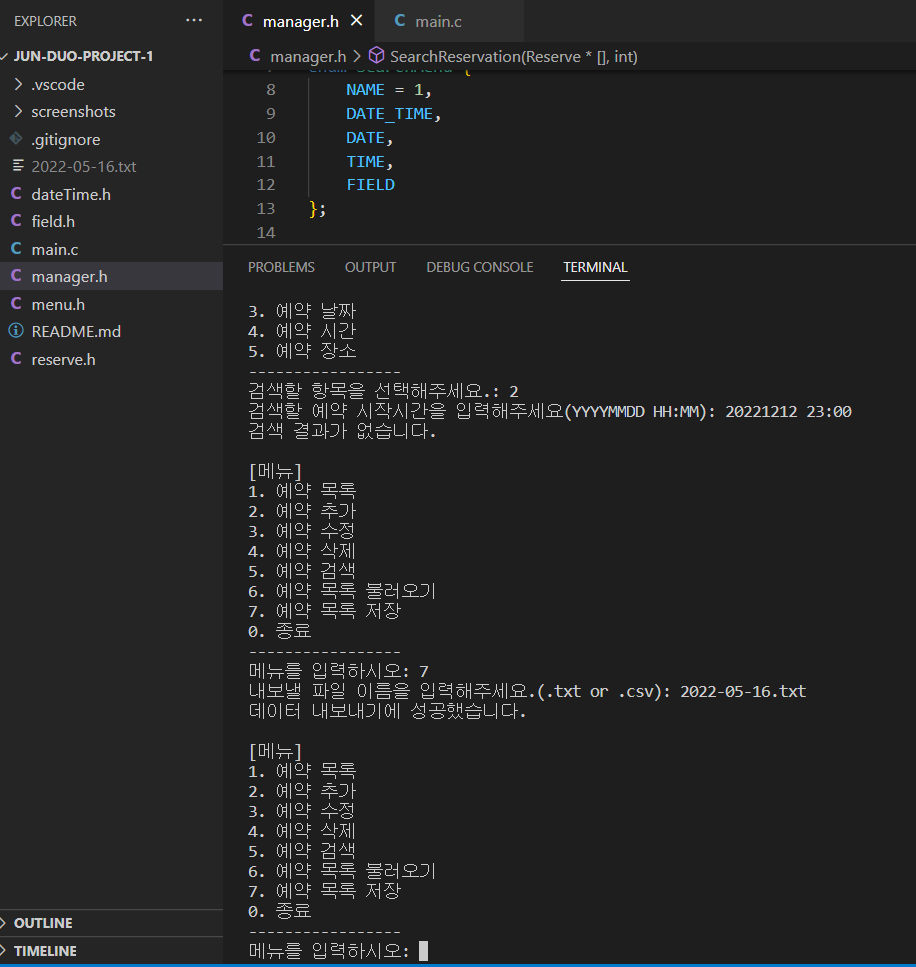 EXPLORER
...
JUN-DUO-PROJECT-1
.vscode
screenshots
.gitignore
2022-05-16.txt
dateTime.h
field.h
main.c
manager.h
menu.h
README.md
reserve.h
OUTLINE
TIMELINE
C manager.h × C main.c
C manager.h > SearchReservation(Reserve * [], int)
8 NAME = 1,
9 DATE_TIME,
10 DATE,
11 TIME,
12 FIELD
13 };
14
PROBLEMS OUTPUT DEBUG CONSOLE TERMINAL
3. 예약 날짜
4. 예약 시간
5. 예약 장소
-----------------
검색할 항목을 선택해주세요.: 2
검색할 예약 시작시간을 입력해주세요(YYYYMMDD HH:MM): 20221212 23:00
검색 결과가 없습니다.
[메뉴]
1. 예약 목록
2. 예약 추가
3. 예약 수정
4. 예약 삭제
5. 예약 검색
6. 예약 목록 불러오기
7. 예약 목록 저장
0. 종료
-----------------
메뉴를 입력하시오: 7
내보낼 파일 이름을 입력해주세요.(.txt or .csv): 2022-05-16.txt
데이터 내보내기에 성공했습니다.
[메뉴]
1. 예약 목록
2. 예약 추가
3. 예약 수정
4. 예약 삭제
5. 예약 검색
6. 예약 목록 불러오기
7. 예약 목록 저장
0. 종료
-----------------
메뉴를 입력하시오: